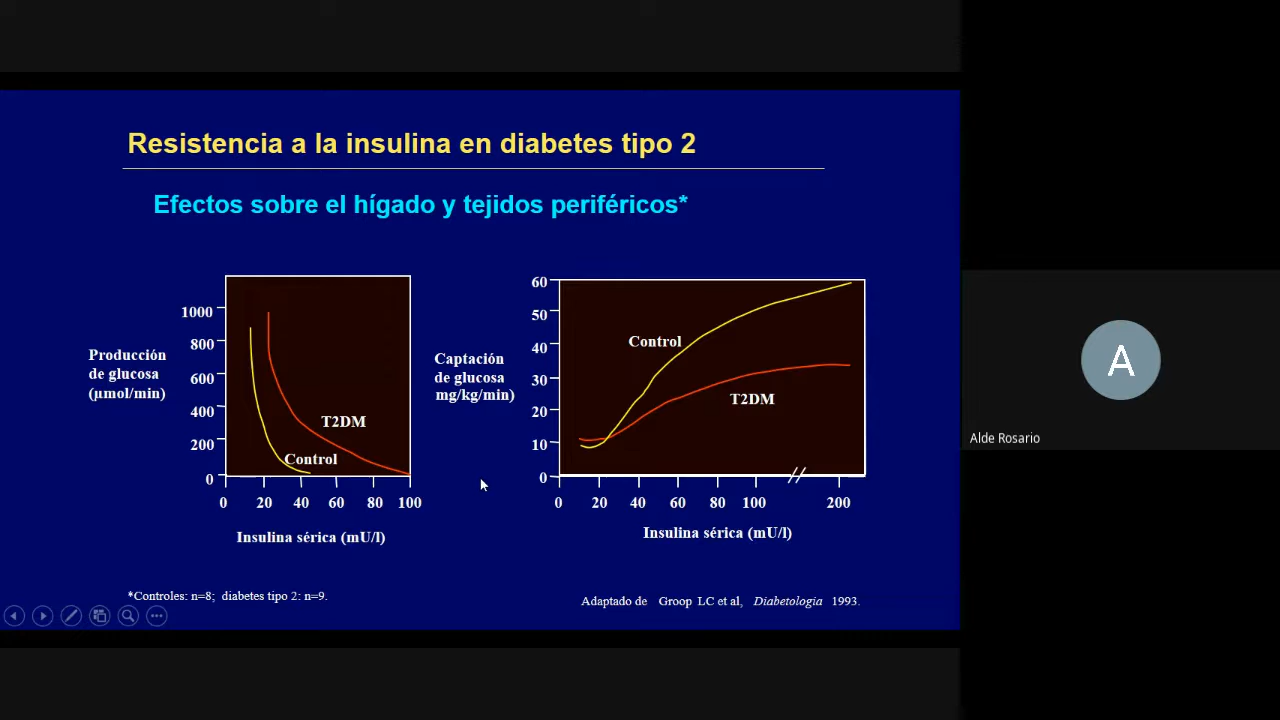 Resistencia a la insulina en diabetes tipo 2
Efectos sobre el hígado y tejidos periféricos*
Producción
de glucosa
(µmol/min)
1000
800
600
400
200
0
T2DM
Control
0 20 40 60 80 100
Insulina sérica (mU/l)
Captación
de glucosa
mg/kg/min)
60
50
40
30
20
10
0
Control
T2DM
0 20 40 60 80 100 200
Insulina sérica (mU/l)
*Controles: n=8; diabetes tipo 2: n=9.
Adaptado de Groop LC et al, Diabetologia 1993.
A
Alde Rosario